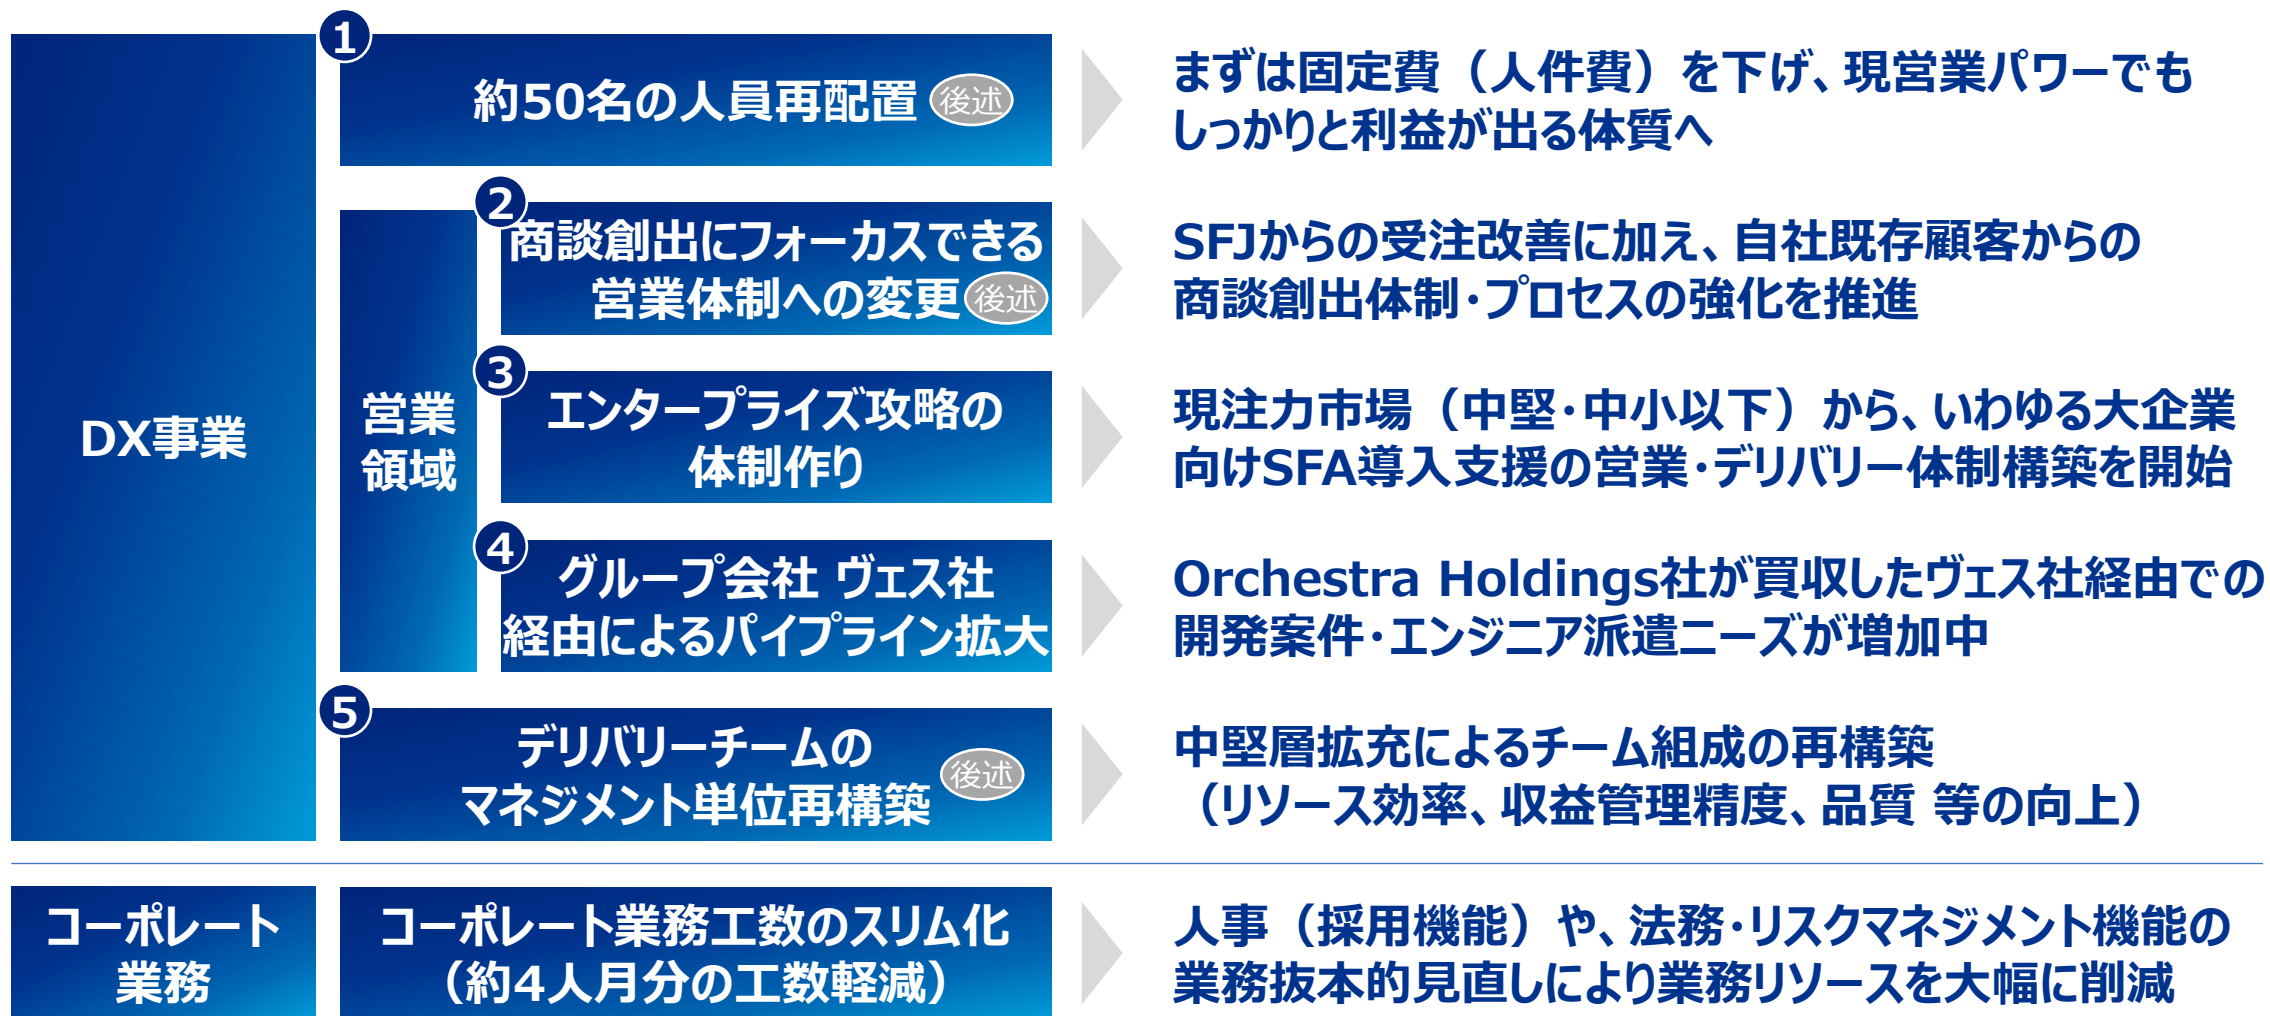 DX事業
①
約50名の人員再配置 後述
まずは固定費（人件費）を下げ、現営業パワーでも
しっかりと利益が出る体質へ
営業
領域
②
商談創出にフォーカスできる
営業体制への変更 後述
SFJからの受注改善に加え、自社既存顧客からの
商談創出体制・プロセスの強化を推進
③
エンタープライズ攻略の
体制作り
現注力市場（中堅・中小以下）から、いわゆる大企業
向けSFA導入支援の営業・デリバリー体制構築を開始
④
グループ会社 ヴェス社
経由によるパイプライン拡大
Orchestra Holdings社が買収したヴェス社経由での
開発案件・エンジニア派遣ニーズが増加中
⑤
デリバリーチームの
マネジメント単位再構築 後述
中堅層拡充によるチーム組成の再構築
（リソース効率、収益管理精度、品質 等の向上）
コーポレート
業務
コーポレート業務工数のスリム化
（約4人月分の工数軽減）
人事（採用機能）や、法務・リスクマネジメント機能の
業務抜本的見直しにより業務リソースを大幅に削減